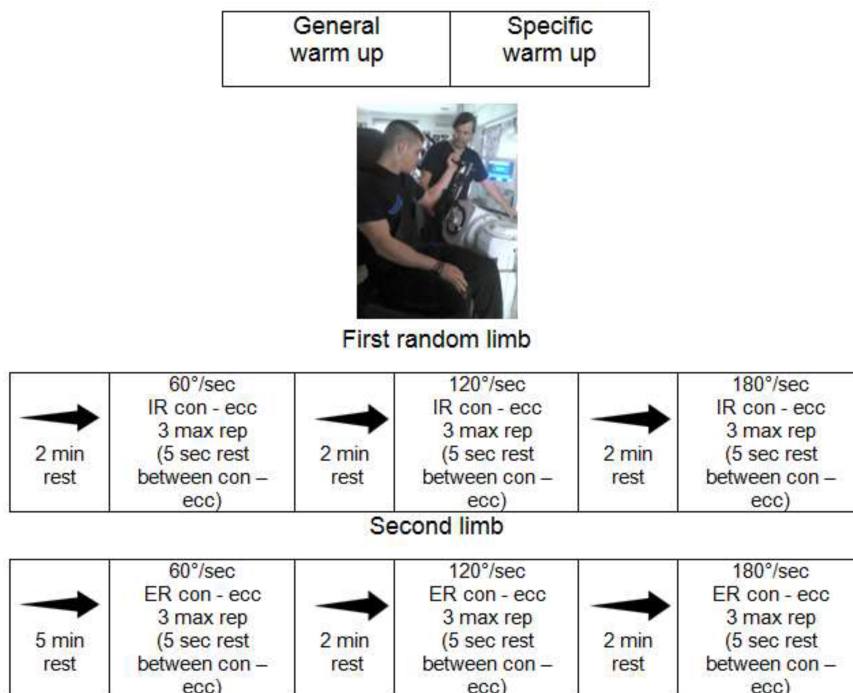 General
warm up
Specific
warm up
First random limb
2 min
rest
60°/sec
IR con - ecc
3 max rep
(5 sec rest
between con –
ecc)
2 min
rest
120°/sec
IR con - ecc
3 max rep
(5 sec rest
between con –
ecc)
2 min
rest
180°/sec
IR con - ecc
3 max rep
(5 sec rest
between con –
ecc)
Second limb
5 min
rest
60°/sec
ER con - ecc
3 max rep
(5 sec rest
between con –
ecc)
2 min
rest
120°/sec
ER con - ecc
3 max rep
(5 sec rest
between con –
ecc)
2 min
rest
180°/sec
ER con - ecc
3 max rep
(5 sec rest
between con –
ecc)